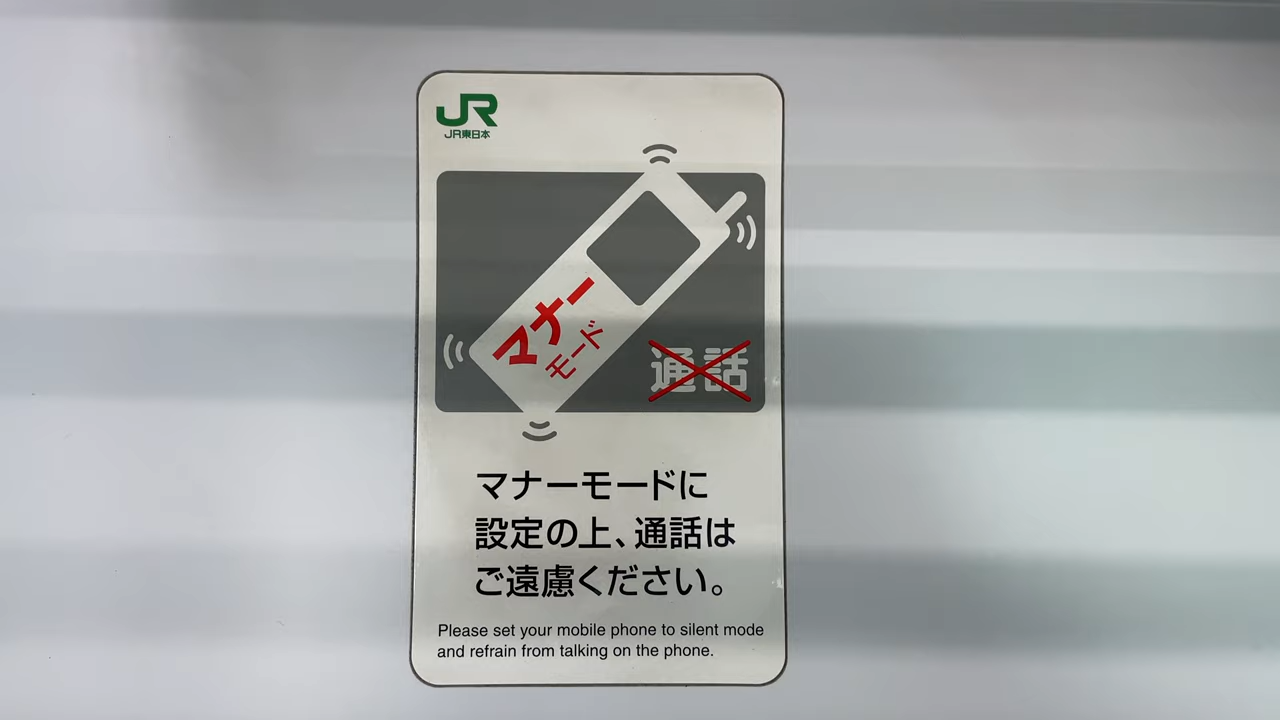 JR
JR東日本
マナー
モード
通話
マナーモードに
設定の上、通話は
ご遠慮ください。
Please set your mobile phone to silent mode
and refrain from talking on the phone.